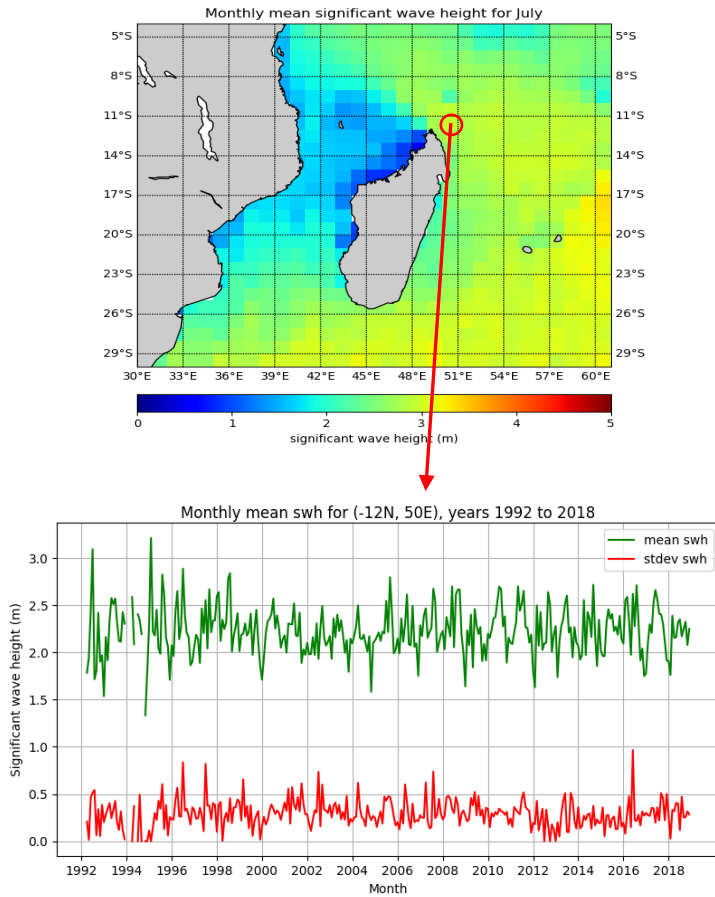 Monthly mean significant wave height for July
5°S 5°S
8°S 8°S
11°S 11°S
14°S 14°S
17°S 17°S
20°S 20°S
23°S 23°S
26°S 26°S
29°S 29°S
30°E 33°E 36°E 39°E 42°E 45°E 48°E 51°E 54°E 57°E 60°E
0 1 2 3 4 5
significant wave height (m)
Monthly mean swh for (-12N, 50E), years 1992 to 2018
mean swh
stdev swh
3.0
2.5
2.0
1.5
1.0
0.5
0.0
Significant wave height (m)
1992 1994 1996 1998 2000 2002 2004 2006 2008 2010 2012 2014 2016 2018
Month